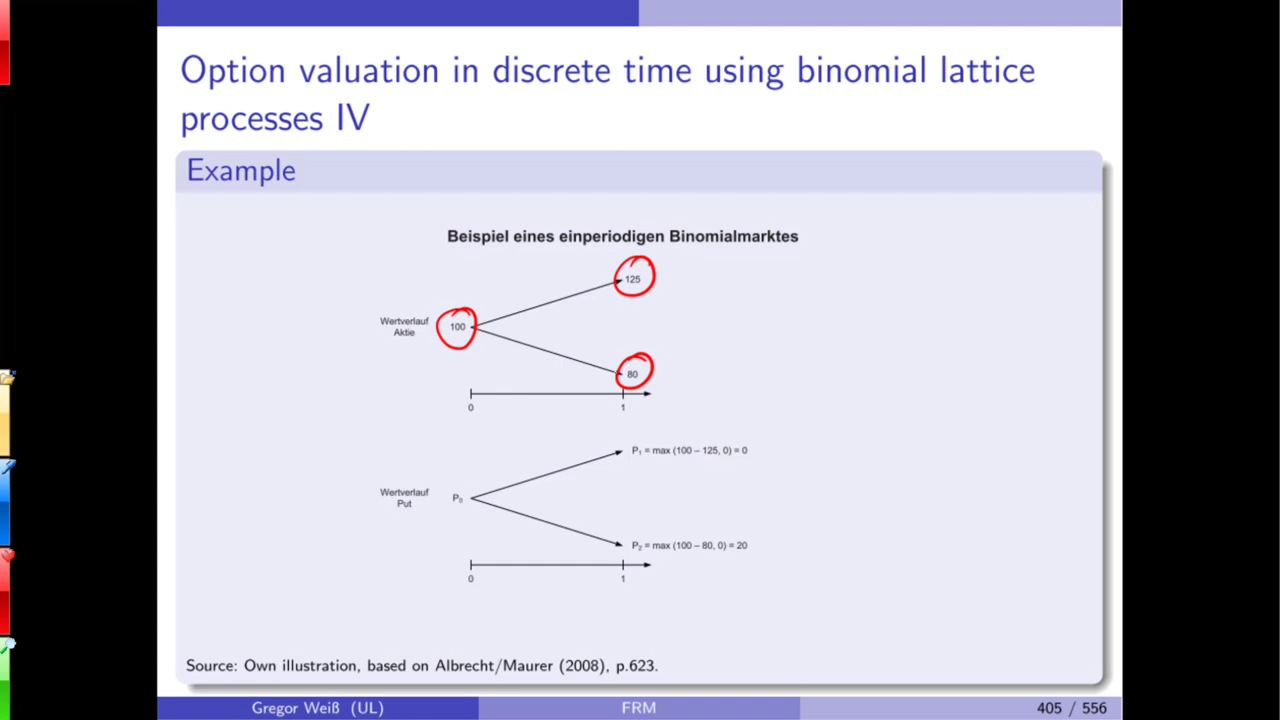 Option valuation in discrete time using binomial lattice
processes IV
Example
Beispiel eines einperiodigen Binomialmarktes
125
Wertverlauf
Aktie
100
80
0
1
P₁ = max (100 – 125, 0) = 0
Wertverlauf
Put
P₀
P₂ = max (100 – 80, 0) = 20
0
1
Source: Own illustration, based on Albrecht/Maurer (2008), p.623.
Gregor Weiß (UL)
FRM
405 / 556